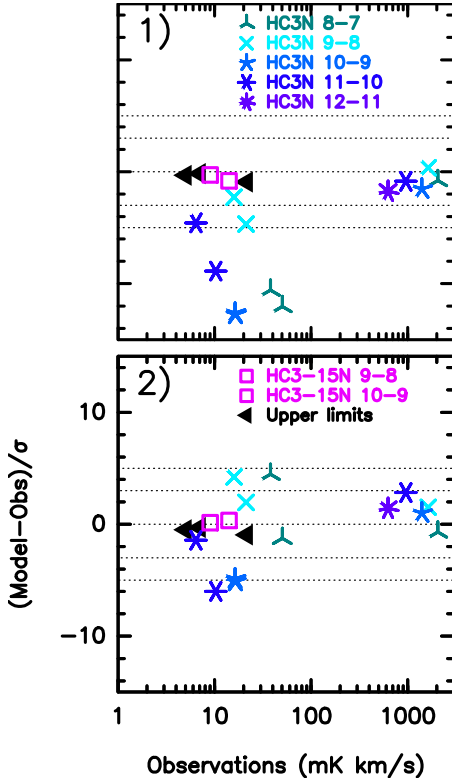 1)
HC3N 8-7
HC3N 9-8
HC3N 10-9
HC3N 11-10
HC3N 12-11
2)
HC3-15N 9-8
HC3-15N 10-9
Upper limits
10
0
-10
(Model-Obs)/σ
1 10 100 1000
Observations (mK km/s)